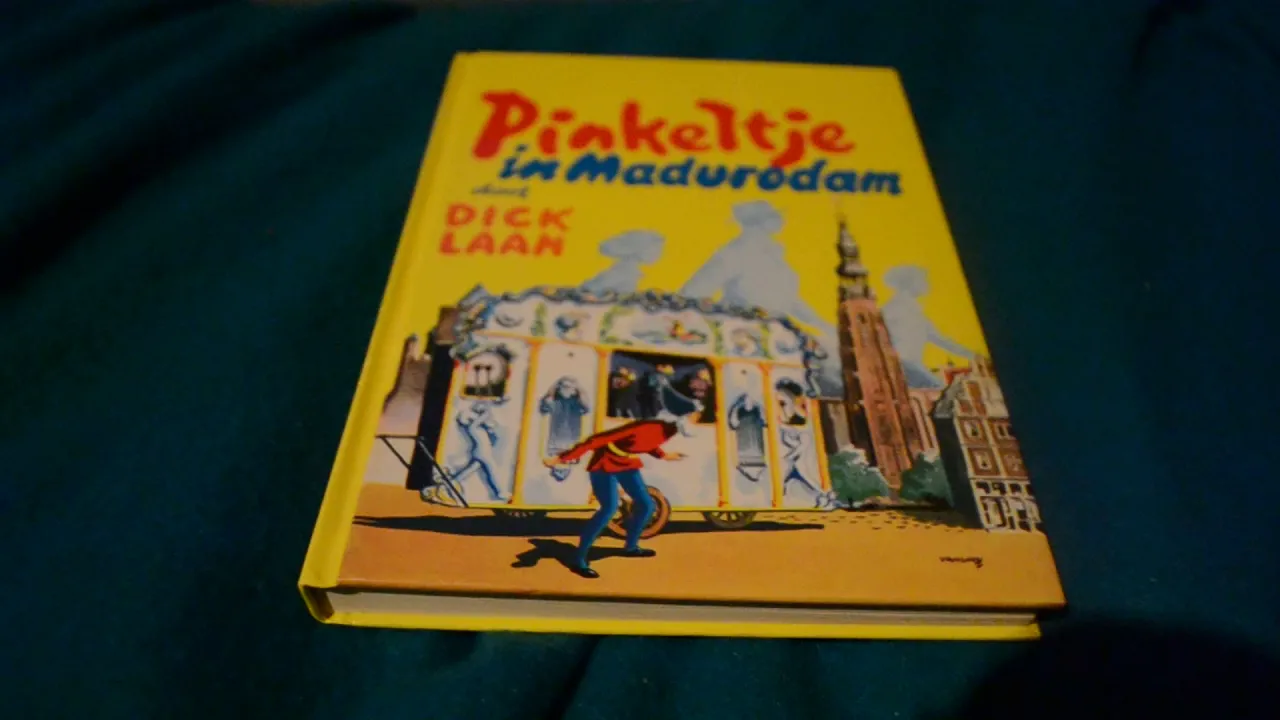 Pinkeltje
in Madurodam
door
DICK
LAAN